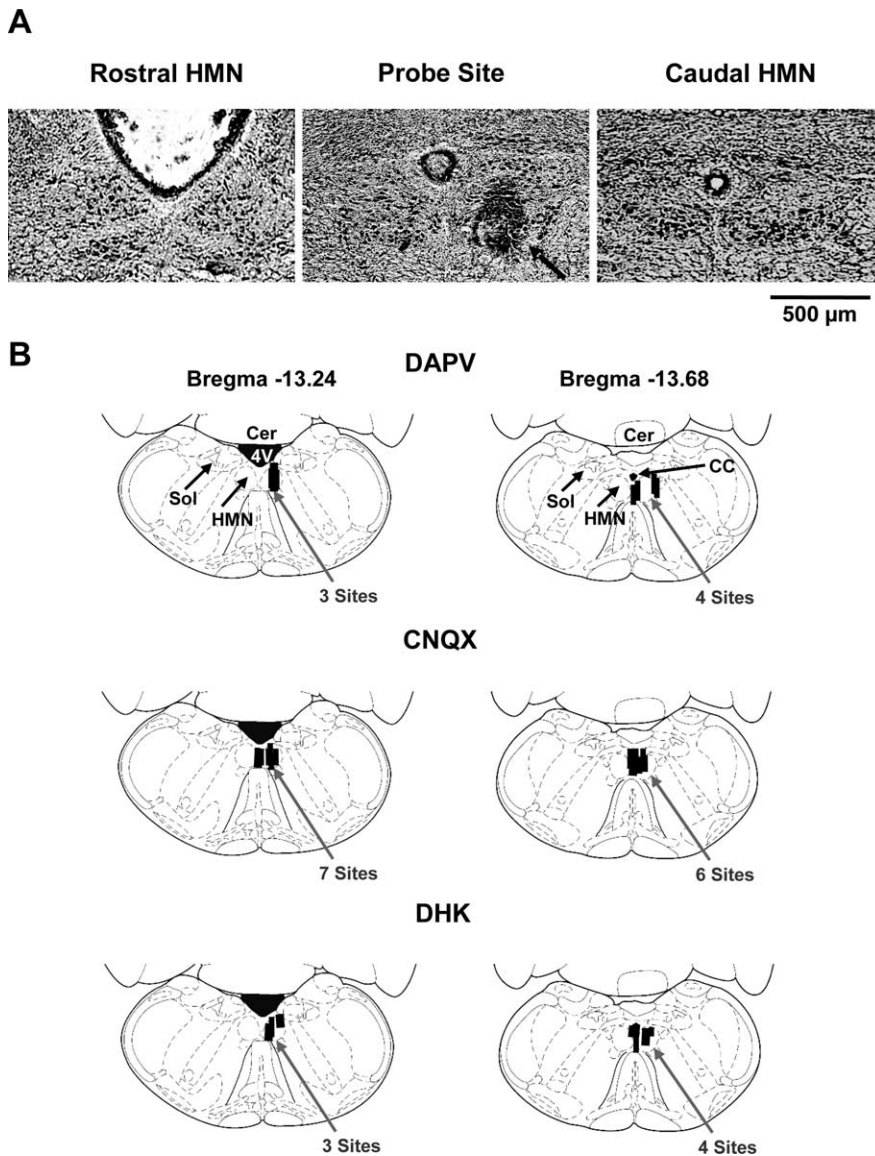 A
Rostral HMN Probe Site Caudal HMN
500 µm
B
DAPV
Bregma -13.24 Bregma -13.68
Cer
4V
Sol
HMN
3 Sites
Cer
CC
Sol
HMN
4 Sites
CNQX
7 Sites
6 Sites
DHK
3 Sites
4 Sites